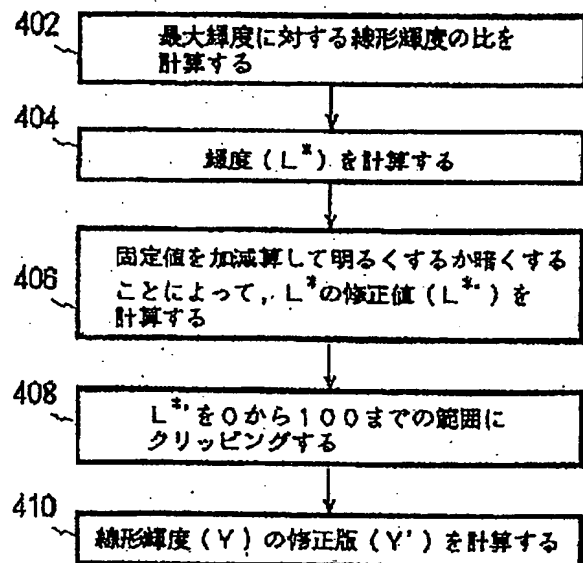 402
最大輝度に対する線形輝度の比を
計算する
404
輝度(L*)を計算する
406
固定値を加減算して明るくするか暗くする
ことによって,L*の修正値(L*')を
計算する
408
L*'を0から100までの範囲に
クリッピングする
410
線形輝度(Y)の修正版(Y')を計算する